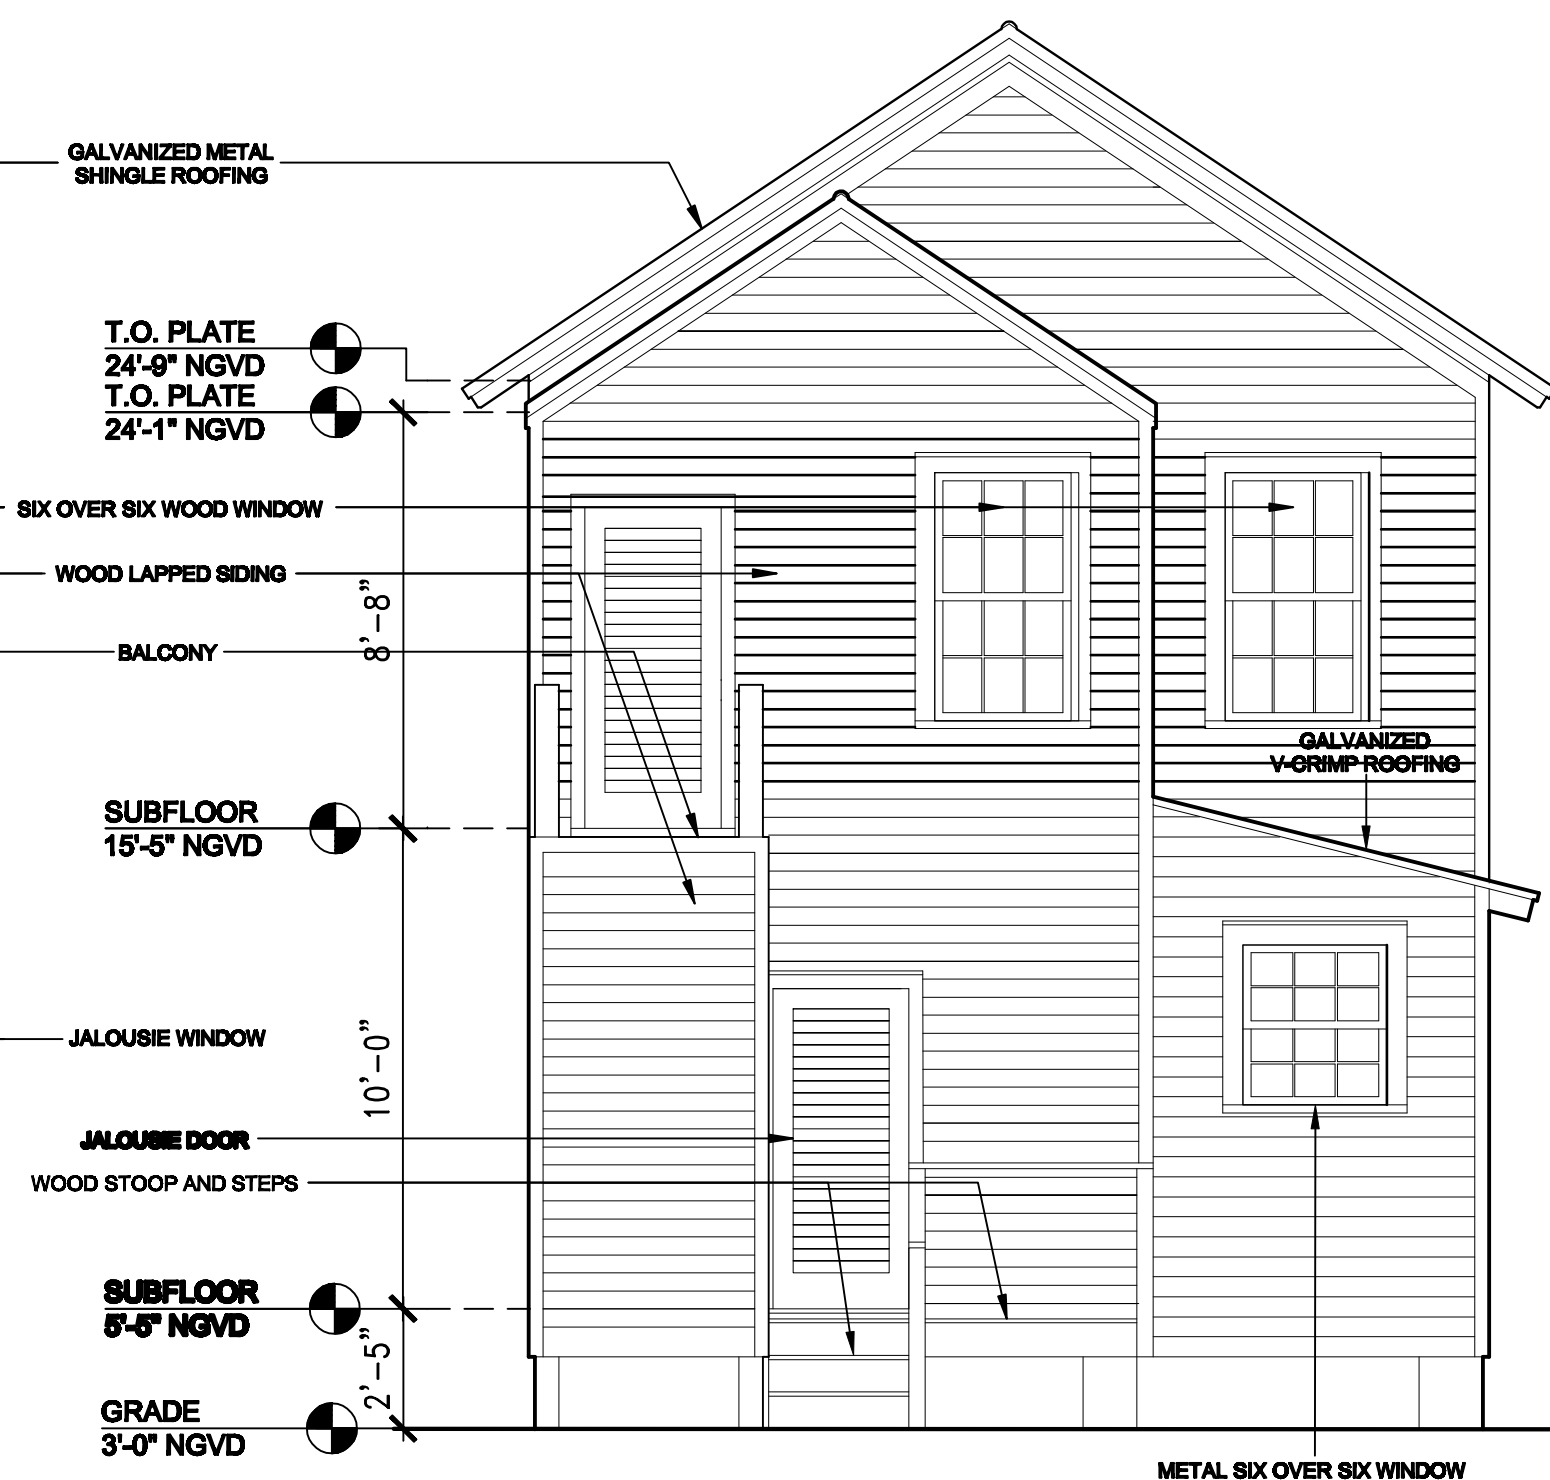 GALVANIZED METAL
SHINGLE ROOFING
T.O. PLATE
24'-9" NGVD
T.O. PLATE
24'-1" NGVD
SIX OVER SIX WOOD WINDOW
WOOD LAPPED SIDING
8'-8"
BALCONY
GALVANIZED
V-CRIMP ROOFING
SUBFLOOR
15'-5" NGVD
10'-0"
JALOUSIE WINDOW
JALOUSIE DOOR
WOOD STOOP AND STEPS
SUBFLOOR
5'-5" NGVD
2'-5"
GRADE
3'-0" NGVD
METAL SIX OVER SIX WINDOW